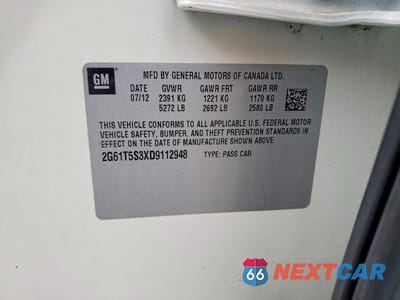 GM
MFD BY GENERAL MOTORS OF CANADA LTD.
DATE GVWR GAWR FRT GAWR RR
07/12 2391 KG 1221 KG 1170 KG
5272 LB 2692 LB 2580 LB
THIS VEHICLE CONFORMS TO ALL APPLICABLE
U.S. FEDERAL MOTOR
VEHICLE SAFETY, BUMPER, AND THEFT PREVENTION STANDARDS IN
EFFECT ON THE DATE OF MANUFACTURE SHOWN ABOVE.
2G61T5S3XD9112948 TYPE: PASS CAR
66 NEXTCAR